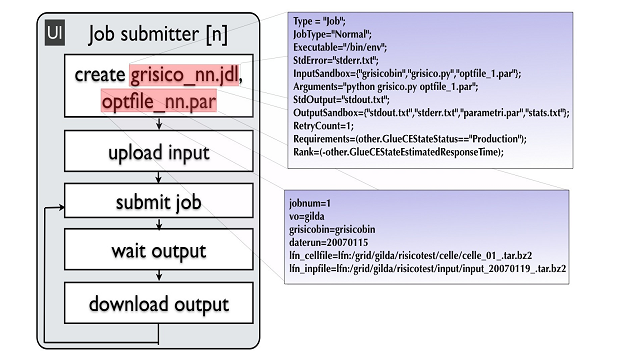 UI
Job submitter [n]
create grisico_nn.jdl,
optfile_nn.par
upload input
submit job
wait output
download output
Type = "Job";
JobType="Normal";
Executable="/bin/env";
StdError="stderr.txt";
InputSandbox={"grisicobin","grisico.py","optfile_1.par"};
Arguments="python grisico.py optfile_1.par";
StdOutput="stdout.txt";
OutputSandbox={"stdout.txt","stderr.txt","parametri.par","stats.txt"};
RetryCount=1;
Requirements=(other.GlueCEStateStatus=="Production");
Rank=(-other.GlueCEStateEstimatedResponseTime);
jobnum=1
vo=gilda
grisicobin=grisicobin
daterun=20070115
lfn_cellfile=lfn:/grid/gilda/risicotest/celle/celle_01_.tar.bz2
lfn_inpfile=lfn:/grid/gilda/risicotest/input/input_20070119_.tar.bz2